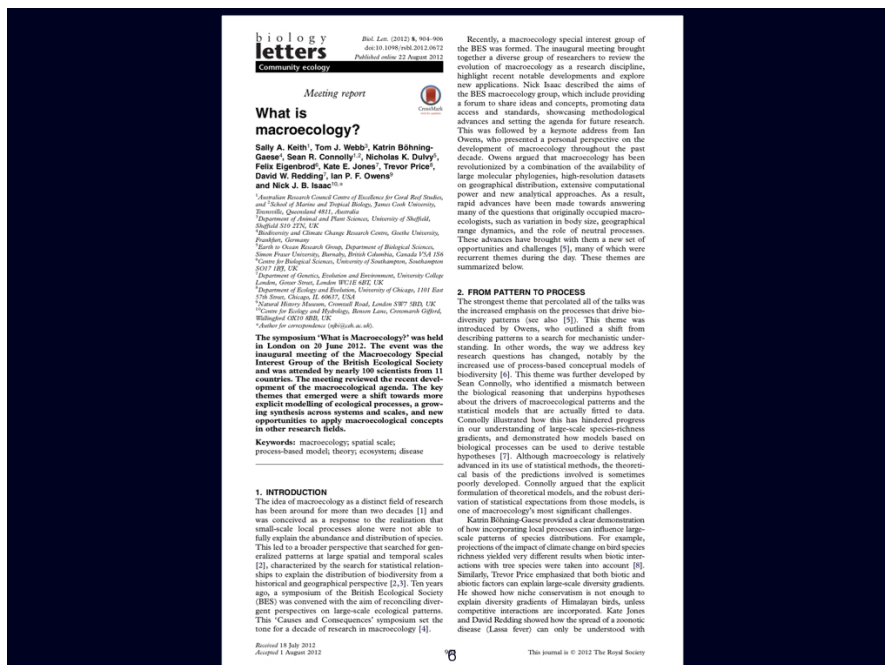 biology
letters
Community ecology
Biol. Lett. (2012) 8, 904–906
doi:10.1098/rsbl.2012.0672
Published online 22 August 2012
Meeting report
CrossMark
What is
macroecology?
Sally A. Keith1, Tom J. Webb3, Katrin Böhning-
Gaese4, Sean R. Connolly1,2, Nicholas K. Dulvy5,
Felix Eigenbrod6, Kate E. Jones7, Trevor Price8,
David W. Redding7, Ian P. F. Owens9
and Nick J. B. Isaac10,*
1Australian Research Council Centre of Excellence for Coral Reef Studies,
and 2School of Marine and Tropical Biology, James Cook University,
Townsville, Queensland 4811, Australia
3Department of Animal and Plant Sciences, University of Sheffield,
Sheffield S10 2TN, UK
4Biodiversity and Climate Change Research Centre, Goethe University,
Frankfurt, Germany
5Earth to Ocean Research Group, Department of Biological Sciences,
Simon Fraser University, Burnaby, British Columbia, Canada V5A 1S6
6Centre for Biological Sciences, University of Southampton, Southampton
SO17 1BJ, UK
7Department of Genetics, Evolution and Environment, University College
London, Gower Street, London WC1E 6BT, UK
8Department of Ecology and Evolution, University of Chicago, 1101 East
57th Street, Chicago, IL 60637, USA
9Natural History Museum, Cromwell Road, London SW7 5BD, UK
10Centre for Ecology and Hydrology, Benson Lane, Crowmarsh Gifford,
Wallingford OX10 8BB, UK
*Author for correspondence (njbi@ceh.ac.uk).
The symposium ‘What is Macroecology?’ was held
in London on 20 June 2012. The event was the
inaugural meeting of the Macroecology Special
Interest Group of the British Ecological Society
and was attended by nearly 100 scientists from 11
countries. The meeting reviewed the recent devel-
opment of the macroecological agenda. The key
themes that emerged were a shift towards more
explicit modelling of ecological processes, a grow-
ing synthesis across systems and scales, and new
opportunities to apply macroecological concepts
in other research fields.
Keywords: macroecology; spatial scale;
process-based model; theory; ecosystem; disease
1. INTRODUCTION
The idea of macroecology as a distinct field of research
has been around for more than two decades [1] and
was conceived as a response to the realization that
small-scale local processes alone were not able to
fully explain the abundance and distribution of species.
This led to a broader perspective that searched for gen-
eralized patterns at large spatial and temporal scales
[2], characterized by the search for statistical relation-
ships to explain the distribution of biodiversity from a
historical and geographical perspective [2,3]. Ten years
ago, a symposium of the British Ecological Society
(BES) was convened with the aim of reconciling diver-
gent perspectives on large-scale ecological patterns.
This ‘Causes and Consequences’ symposium set the
tone for a decade of research in macroecology [4].
Recently, a macroecology special interest group of
the BES was formed. The inaugural meeting brought
together a diverse group of researchers to review the
evolution of macroecology as a research discipline,
highlight recent notable developments and explore
new applications. Nick Isaac described the aims of
the BES macroecology group, which include providing
a forum to share ideas and concepts, promoting data
access and standards, showcasing methodological
advances and setting the agenda for future research.
This was followed by a keynote address from Ian
Owens, who presented a personal perspective on the
development of macroecology throughout the past
decade. Owens argued that macroecology has been
revolutionized by a combination of the availability of
large molecular phylogenies, high-resolution datasets
on geographical distribution, extensive computational
power and new analytical approaches. As a result,
rapid advances have been made towards answering
many of the questions that originally occupied macro-
ecologists, such as variation in body size, geographical
range dynamics, and the role of neutral processes.
These advances have brought with them a new set of
opportunities and challenges [5], many of which were
recurrent themes during the day. These themes are
summarized below.
2. FROM PATTERN TO PROCESS
The strongest theme that percolated all of the talks was
the increased emphasis on the processes that drive bio-
diversity patterns (see also [5]). This theme was
introduced by Owens, who outlined a shift from
describing patterns to a search for mechanistic under-
standing. In other words, the way we address key
research questions has changed, notably by the
increased use of process-based conceptual models of
biodiversity [6]. This theme was further developed by
Sean Connolly, who identified a mismatch between
the biological reasoning that underpins hypotheses
about the drivers of macroecological patterns and the
statistical models that are actually fitted to data.
Connolly illustrated how this has hindered progress
in our understanding of large-scale species-richness
gradients, and demonstrated how models based on
biological processes can be used to derive testable
hypotheses [7]. Although macroecology is relatively
advanced in its use of statistical methods, the theoreti-
cal basis of the predictions involved is sometimes
poorly developed. Connolly argued that the explicit
formulation of theoretical models, and the robust deri-
vation of statistical expectations from those models, is
one of macroecology’s most significant challenges.
Katrin Böhning-Gaese provided a clear demonstration
of how incorporating local processes can influence large-
scale patterns of species distributions. For example,
projections of the impact of climate change on bird species
richness yielded very different results when biotic inter-
actions with tree species were taken into account [8].
Similarly, Trevor Price emphasized that both biotic and
abiotic factors can explain large-scale diversity gradients.
He showed how niche conservatism is not enough to
explain diversity gradients of Himalayan birds, unless
competitive interactions are incorporated. Kate Jones
and David Redding showed how the spread of a zoonotic
disease (Lassa fever) can only be understood with
Received 18 July 2012
Accepted 1 August 2012
6
This journal is © 2012 The Royal Society